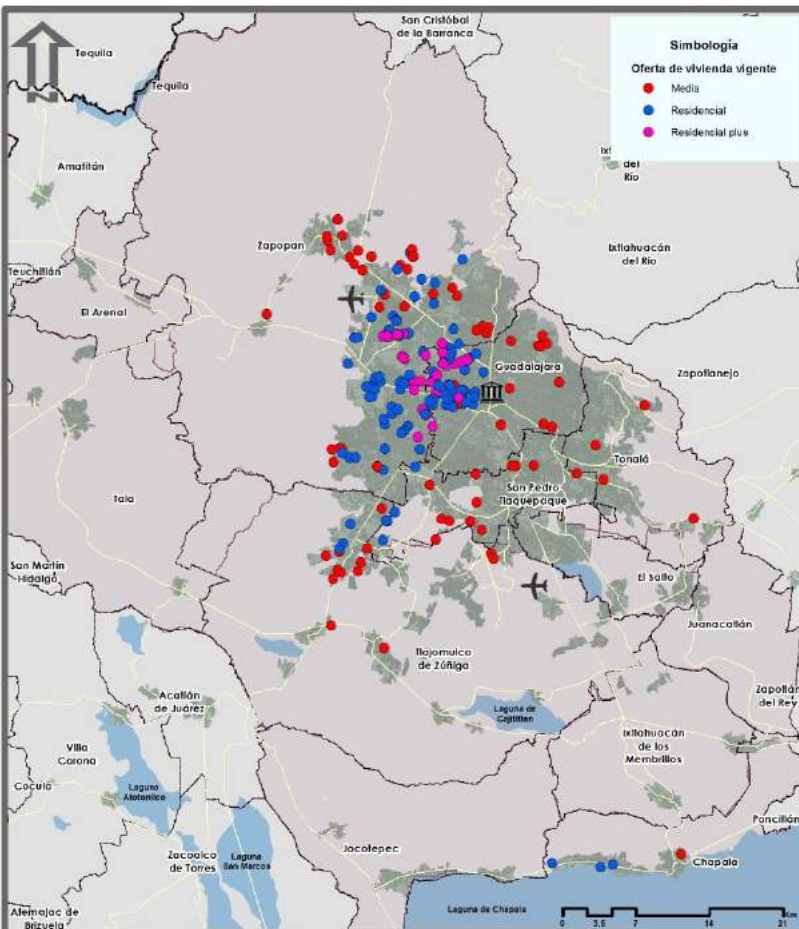 San Cristóbal
de la Barranca
Simbología
Oferta de vivienda vigente
Media
Residencial
Residencial plus
N
Tequila
Tequila
Amatitán
del
Río
Ixtlahuacán
del Río
Zapopan
Teuchitlán
El Arenal
Guadalajara
Zapotlanejo
Tonalá
Tala
San Pedro
Tlaquepaque
San Martín
Hidalgo
El Salto
Juanacatlán
Tlajomulco
de Zúñiga
Acatlán
de Juárez
Zapotlán
del Rey
Laguna de
Cajititlán
Ixtlahuacán
de los
Membrillos
Villa
Corona
Cocula
Laguna
Atotonilco
Poncitlán
Jocotepec
Zacoalco
de Torres
Laguna
San Marcos
Chapala
Laguna de Chapala
Atemajac de
Brizuela
Km
0 3.5 7 14 21